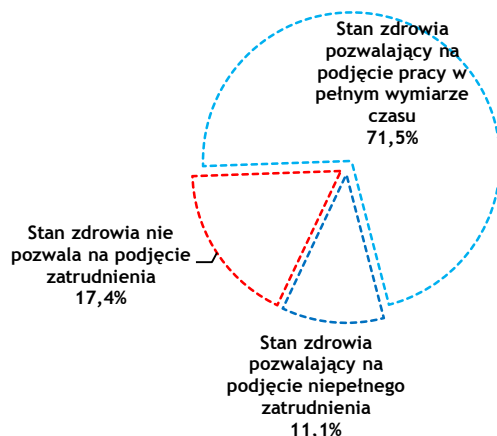 Stan zdrowia
pozwalający na
podjęcie pracy w
pełnym wymiarze
czasu
71,5%
Stan zdrowia nie
pozwala na podjęcie
zatrudnienia
17,4%
Stan zdrowia
pozwalający na
podjęcie niepełnego
zatrudnienia
11,1%